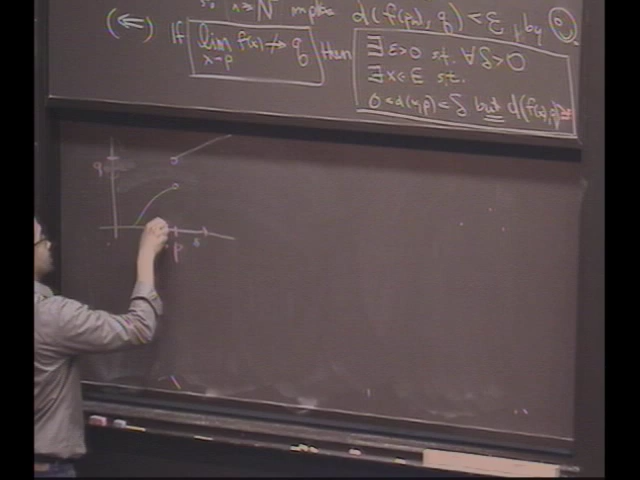 n ≥ N implies d(f(pₙ), q) < ε, by ☺.
(⇐) If lim f(x) ↛ q then ∃ ε>0 s.t. ∀ δ>0
x→p
∃ x∈E s.t.
0 < d(x,p) < δ but d(f(x),
q
p δ